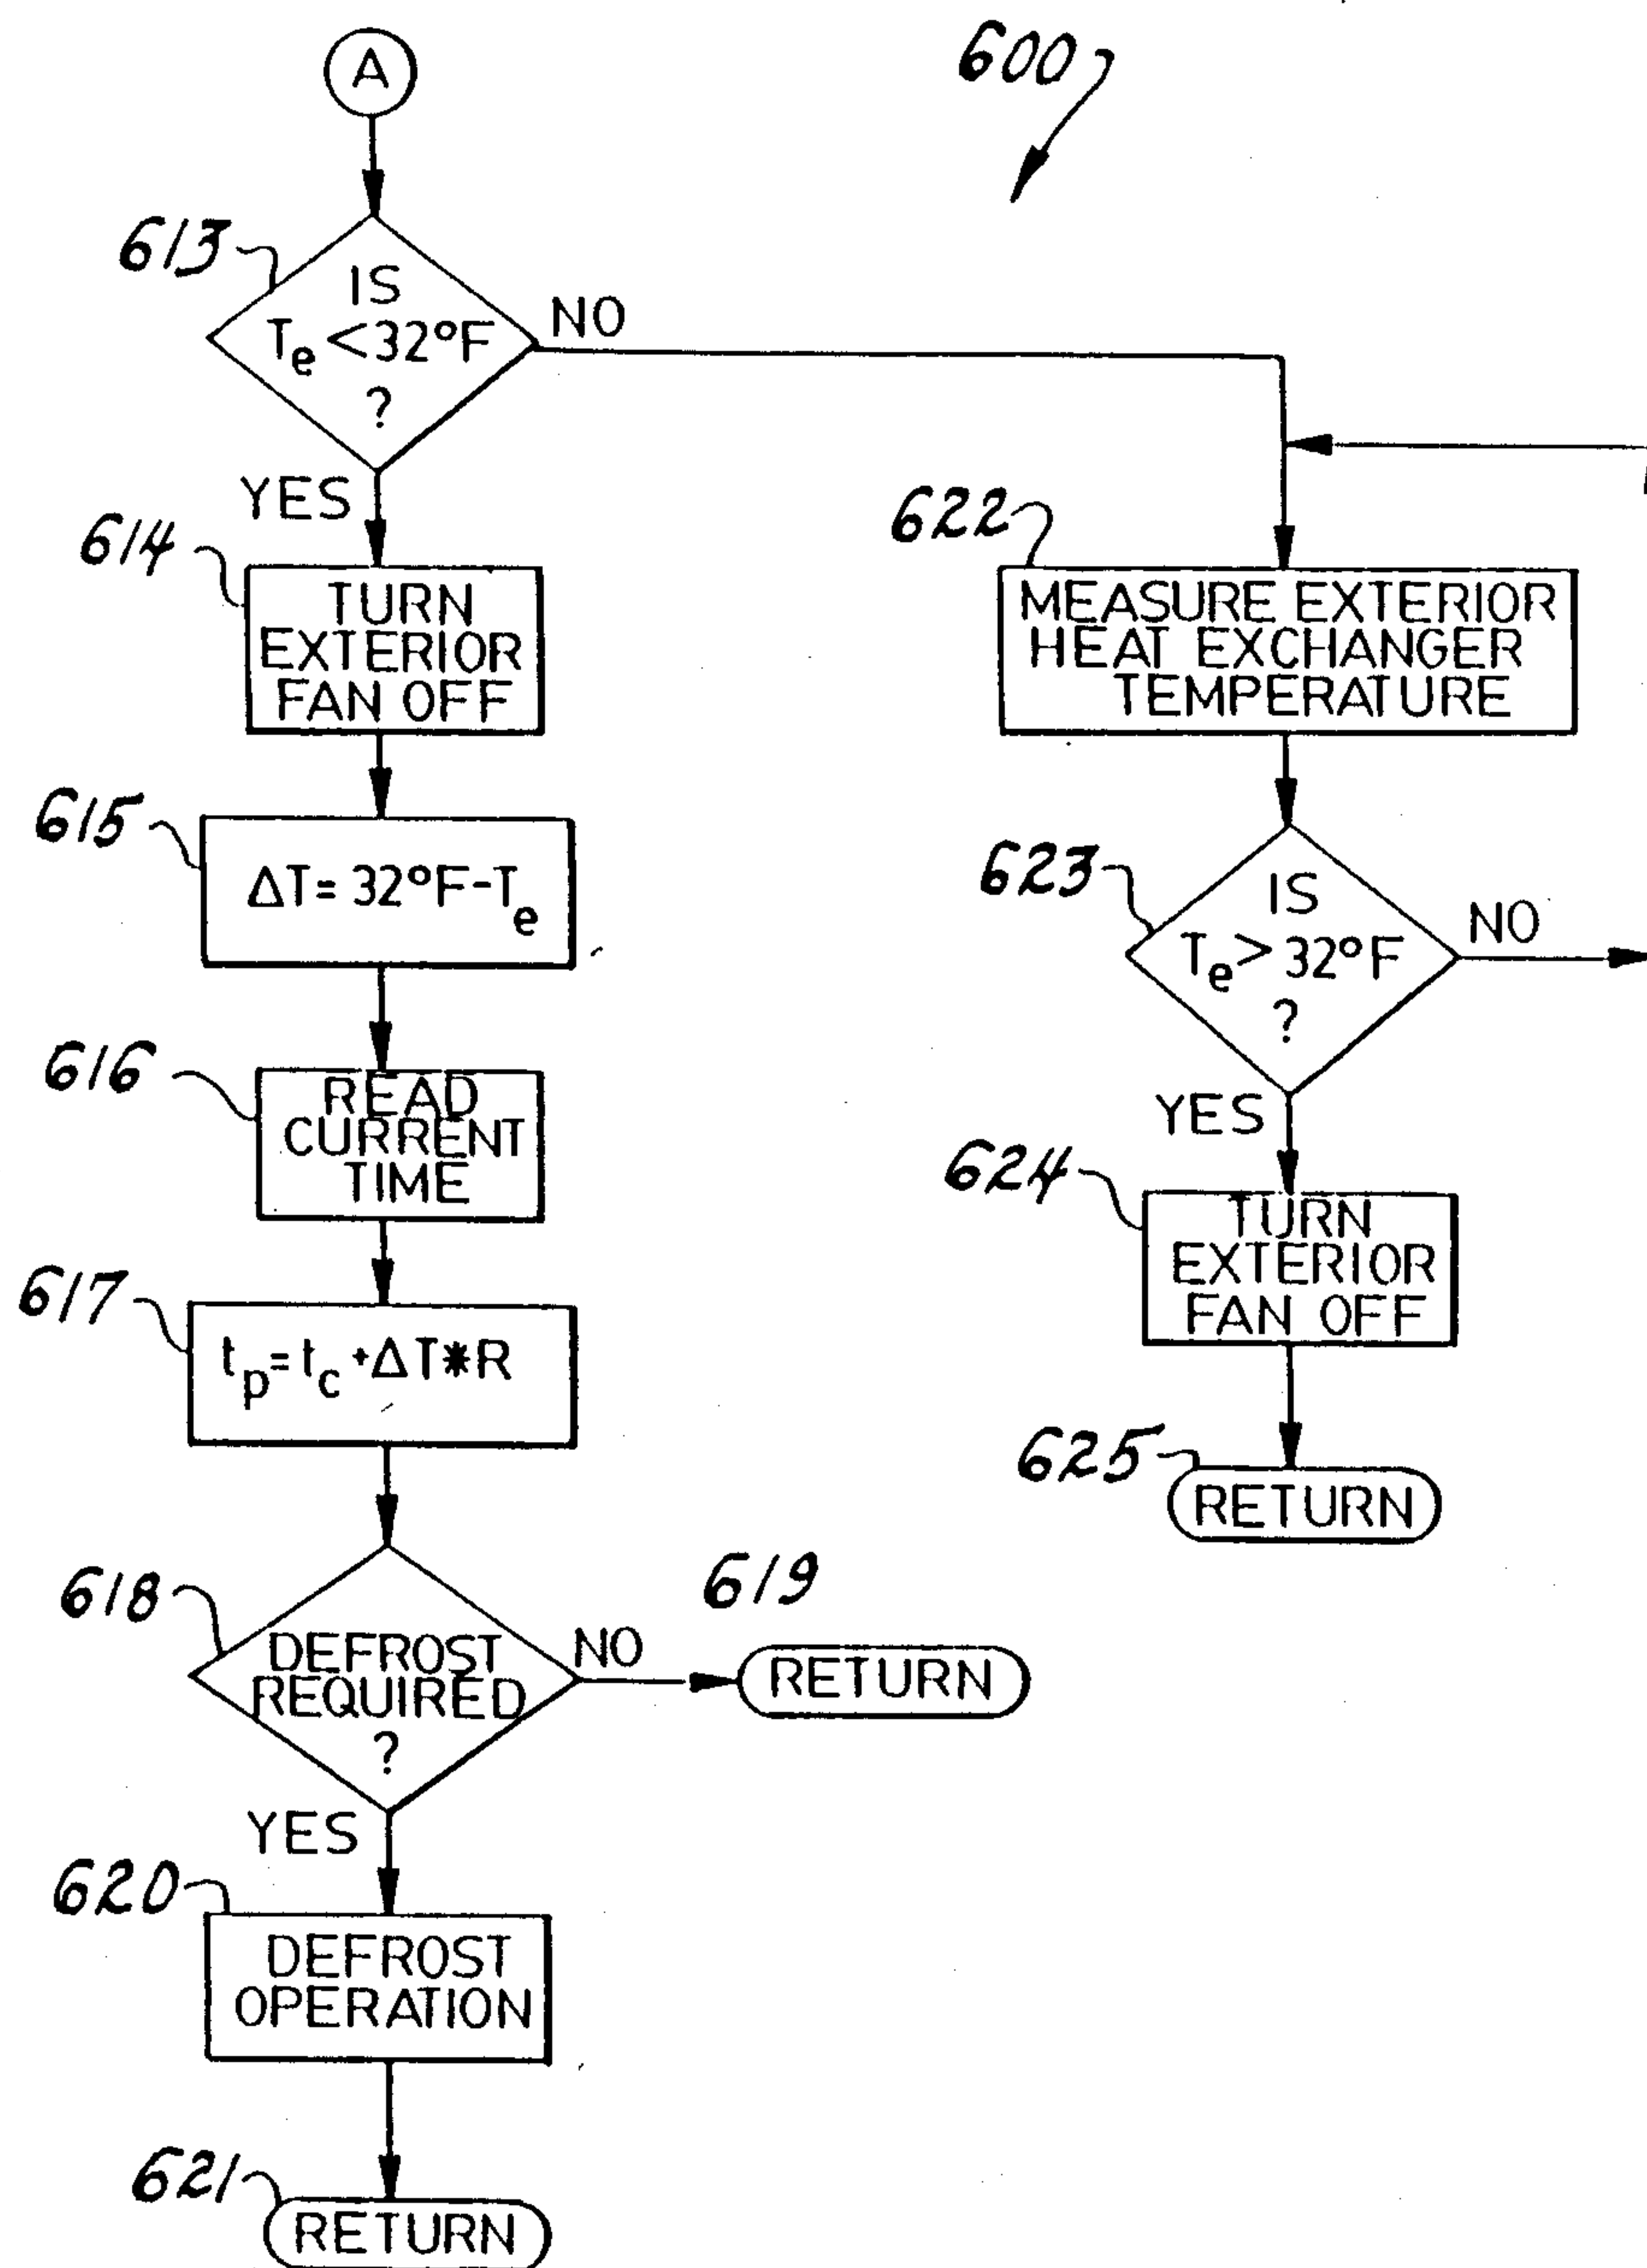 A
600
613
IS
Te <32°F
?
NO
YES
614
TURN
EXTERIOR
FAN OFF
615
ΔT= 32°F-Te
616
READ
CURRENT
TIME
617
tp= tc +ΔT*R
618
DEFROST
REQUIRED
?
NO
619
RETURN
YES
620
DEFROST
OPERATION
621
RETURN
622
MEASURE EXTERIOR
HEAT EXCHANGER
TEMPERATURE
623
IS
Te> 32°F
?
NO
YES
624
TURN
EXTERIOR
FAN OFF
625
RETURN